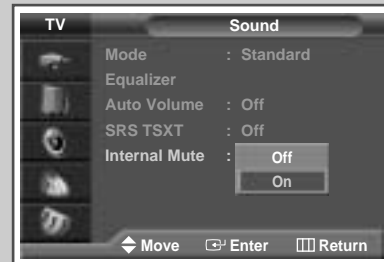 TV Sound
Mode : Standard
Equalizer
Auto Volume : Off
SRS TSXT : Off
Internal Mute : Off
On
Move Enter Return